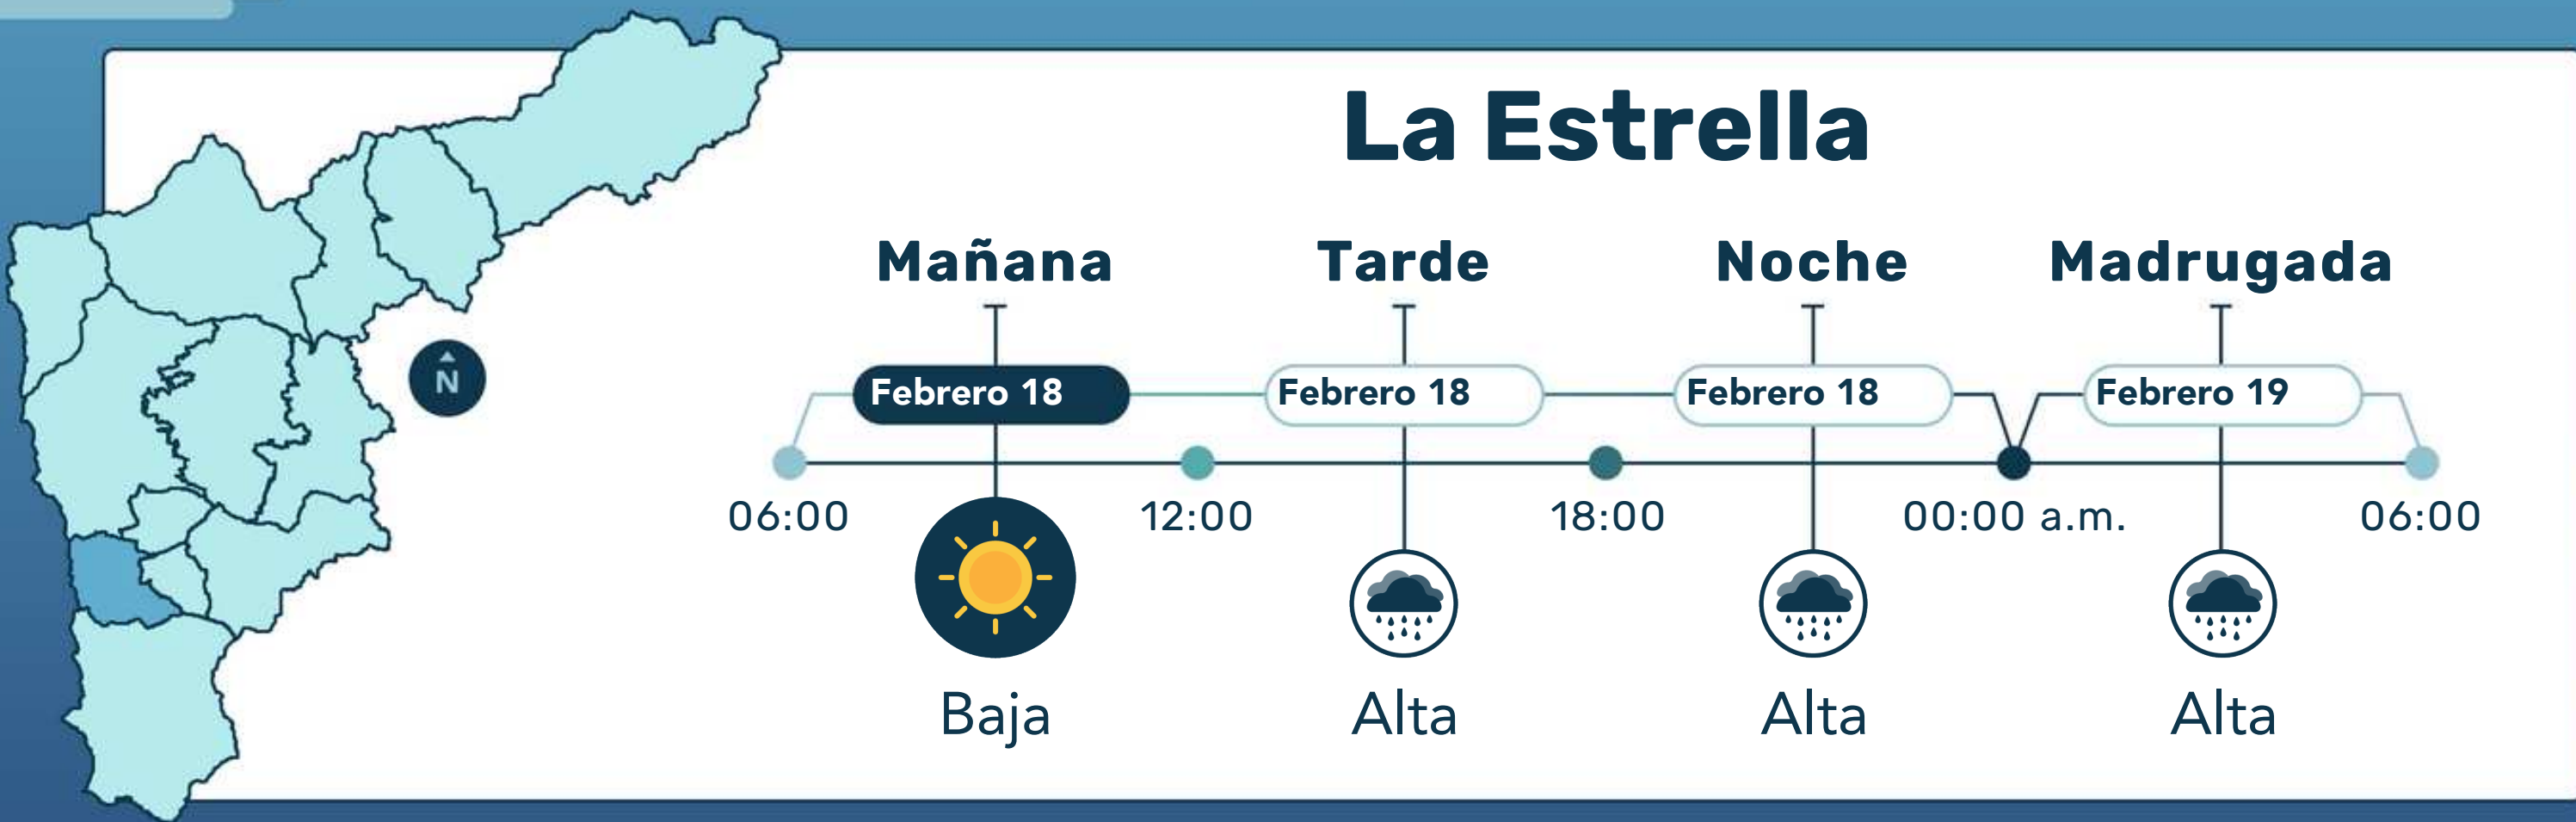 La Estrella
Mañana Tarde Noche Madrugada
Febrero 18 Febrero 18 Febrero 18 Febrero 19
N
06:00 12:00 18:00 00:00 a.m. 06:00
Baja Alta Alta Alta